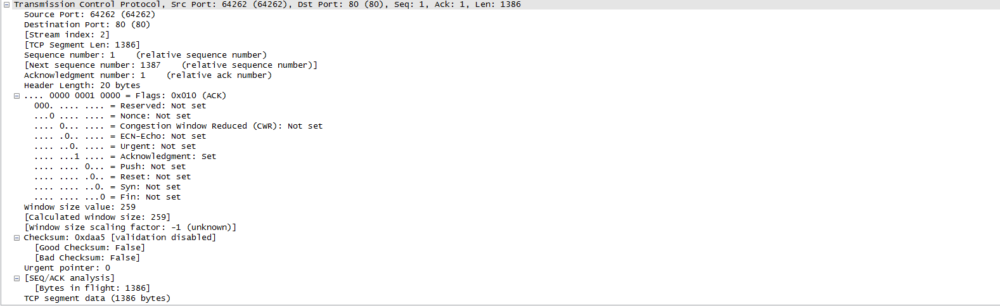 Transmission Control Protocol, Src Port: 64262 (64262), Dst Port: 80 (80), Seq: 1, Ack: 1, Len: 1386
Source Port: 64262 (64262)
Destination Port: 80 (80)
[Stream index: 2]
[TCP Segment Len: 1386]
Sequence number: 1    (relative sequence number)
[Next sequence number: 1387    (relative sequence number)]
Acknowledgment number: 1    (relative ack number)
Header Length: 20 bytes
.... 0000 0001 0000 = Flags: 0x010 (ACK)
000. .... .... = Reserved: Not set
...0 .... .... = Nonce: Not set
.... 0... .... = Congestion Window Reduced (CWR): Not set
.... .0.. .... = ECN-Echo: Not set
.... ..0. .... = Urgent: Not set
.... ...1 .... = Acknowledgment: Set
.... .... 0... = Push: Not set
.... .... .0.. = Reset: Not set
.... .... ..0. = Syn: Not set
.... .... ...0 = Fin: Not set
Window size value: 259
[Calculated window size: 259]
[Window size scaling factor: -1 (unknown)]
Checksum: 0xdaa5 [validation disabled]
[Good Checksum: False]
[Bad Checksum: False]
Urgent pointer: 0
[SEQ/ACK analysis]
[Bytes in flight: 1386]
TCP segment data (1386 bytes)